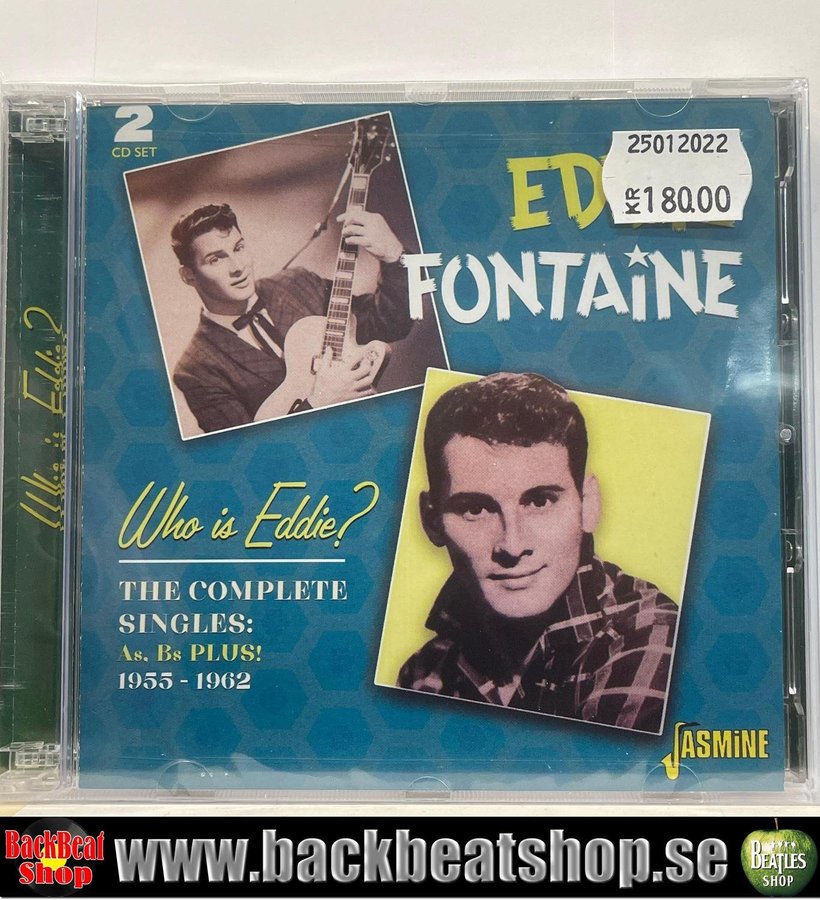 2
CD SET
25012022
KR 180.00
FONTAINE
Who is Eddie?
Who is Eddie?
THE COMPLETE
SINGLES:
As, Bs PLUS!
1955 - 1962
JASMINE
BackBeat
Shop
www.backbeatshop.se
BEATLES
SHOP